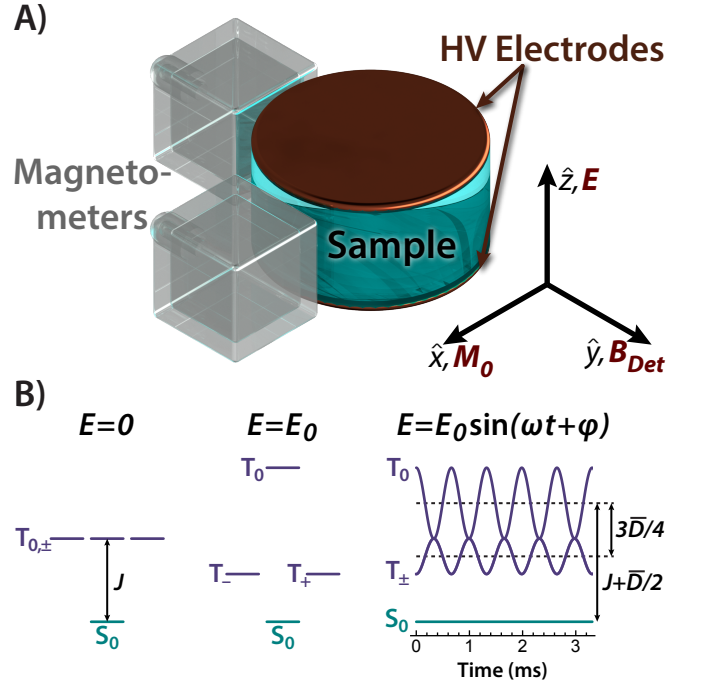 A)
HV Electrodes
Magneto-
meters
Sample
ẑ, E
x̂, M₀
ŷ, B_Det
B)
E=0
E=E₀
E=E₀sin(ωt+φ)
T₀
T₀
T₀,±
J
3D̅/4
T₋
T₊
T±
J+D̅/2
S₀
S₀
S₀
0
1
2
3
Time (ms)